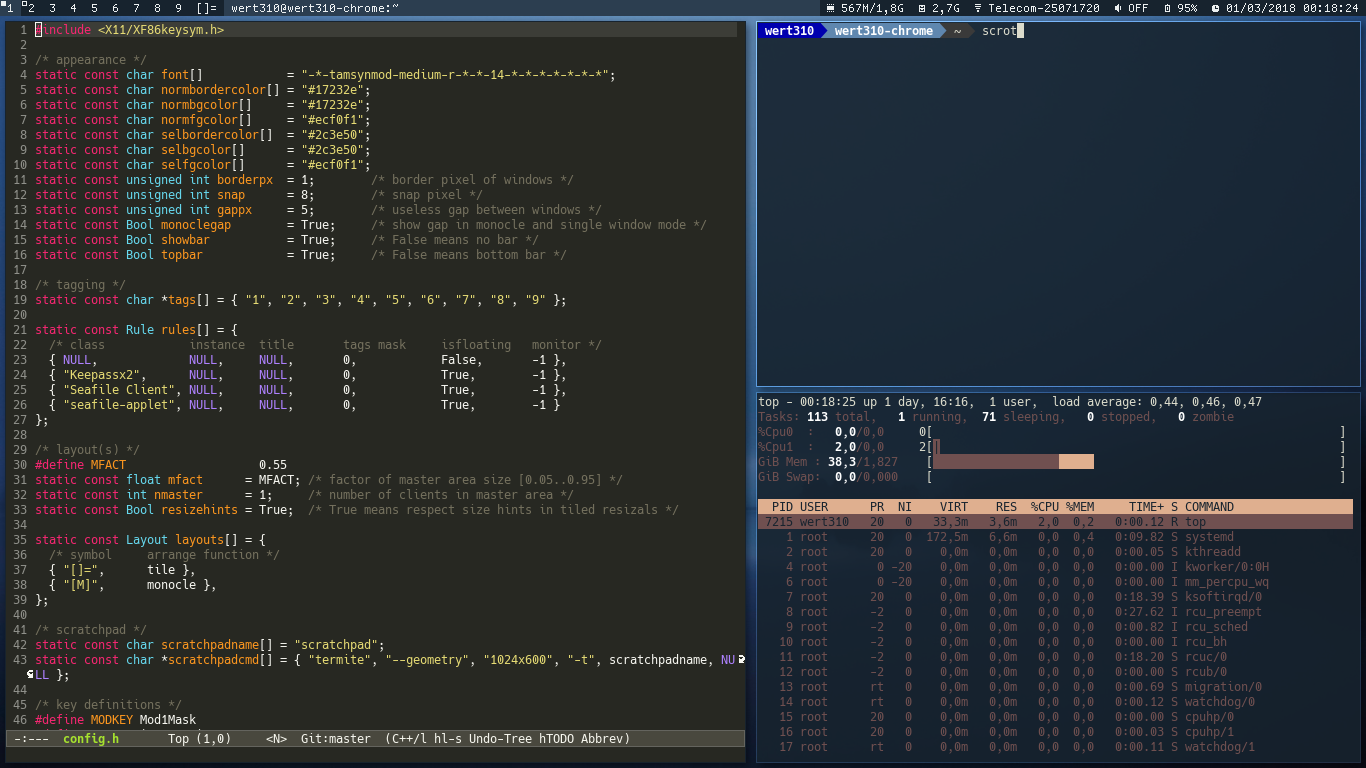 1 2 3 4 5 6 7 8 9 []= wert310@wert310-chrome:~ 567M/1,8G 2,7G Telecom-25071720 OFF 95% 01/03/2018 00:18:24
1 #include <X11/XF86keysym.h>
2
3 /* appearance */
4 static const char font[] = "-*-tamsynmod-medium-r-*-*-14-*-*-*-*-*-*-*";
5 static const char normbordercolor[] = "#17232e";
6 static const char normbgcolor[] = "#17232e";
7 static const char normfgcolor[] = "#ecf0f1";
8 static const char selbordercolor[] = "#2c3e50";
9 static const char selbgcolor[] = "#2c3e50";
10 static const char selfgcolor[] = "#ecf0f1";
11 static const unsigned int borderpx = 1; /* border pixel of windows */
12 static const unsigned int snap = 8; /* snap pixel */
13 static const unsigned int gappx = 5; /* useless gap between windows */
14 static const Bool monoclegap = True; /* show gap in monocle and single window mode */
15 static const Bool showbar = True; /* False means no bar */
16 static const Bool topbar = True; /* False means bottom bar */
17
18 /* tagging */
19 static const char *tags[] = { "1", "2", "3", "4", "5", "6", "7", "8", "9" };
20
21 static const Rule rules[] = {
22 /* class instance title tags mask isfloating monitor */
23 { NULL, NULL, NULL, 0, False, -1 },
24 { "Keepassx2", NULL, NULL, 0, True, -1 },
25 { "Seafile Client", NULL, NULL, 0, True, -1 },
26 { "seafile-applet", NULL, NULL, 0, True, -1 }
27 };
28
29 /* layout(s) */
30 #define MFACT 0.55
31 static const float mfact = MFACT; /* factor of master area size [0.05..0.95] */
32 static const int nmaster = 1; /* number of clients in master area */
33 static const Bool resizehints = True; /* True means respect size hints in tiled resizals */
34
35 static const Layout layouts[] = {
36 /* symbol arrange function */
37 { "[]=", tile },
38 { "[M]", monocle },
39 };
40
41 /* scratchpad */
42 static const char scratchpadname[] = "scratchpad";
43 static const char *scratchpadcmd[] = { "termite", "--geometry", "1024x600", "-t", scratchpadname, NU
LL };
44
45 /* key definitions */
46 #define MODKEY Mod1Mask
-:--- config.h Top (1,0) <N> Git:master (C++/l hl-s Undo-Tree hTODO Abbrev)
wert310 wert310-chrome ~ scrot
top - 00:18:25 up 1 day, 16:16, 1 user, load average: 0,44, 0,46, 0,47
Tasks: 113 total, 1 running, 71 sleeping, 0 stopped, 0 zombie
%Cpu0 : 0,0/0,0 0[ ]
%Cpu1 : 2,0/0,0 2[| ]
GiB Mem : 38,3/1,827 [ ]
GiB Swap: 0,0/0,000 [ ]
PID USER PR NI VIRT RES %CPU %MEM TIME+ S COMMAND
7215 wert310 20 0 33,3m 3,6m 2,0 0,2 0:00.12 R top
1 root 20 0 172,5m 6,6m 0,0 0,4 0:09.82 S systemd
2 root 20 0 0,0m 0,0m 0,0 0,0 0:00.05 S kthreadd
4 root 0 -20 0,0m 0,0m 0,0 0,0 0:00.00 I kworker/0:0H
6 root 0 -20 0,0m 0,0m 0,0 0,0 0:00.00 I mm_percpu_wq
7 root 20 0 0,0m 0,0m 0,0 0,0 0:18.39 S ksoftirqd/0
8 root -2 0 0,0m 0,0m 0,0 0,0 0:27.62 I rcu_preempt
9 root -2 0 0,0m 0,0m 0,0 0,0 0:00.82 I rcu_sched
10 root -2 0 0,0m 0,0m 0,0 0,0 0:00.00 I rcu_bh
11 root -2 0 0,0m 0,0m 0,0 0,0 0:18.20 S rcuc/0
12 root -2 0 0,0m 0,0m 0,0 0,0 0:00.00 S rcub/0
13 root rt 0 0,0m 0,0m 0,0 0,0 0:00.69 S migration/0
14 root rt 0 0,0m 0,0m 0,0 0,0 0:00.12 S watchdog/0
15 root 20 0 0,0m 0,0m 0,0 0,0 0:00.00 S cpuhp/0
16 root 20 0 0,0m 0,0m 0,0 0,0 0:00.03 S cpuhp/1
17 root rt 0 0,0m 0,0m 0,0 0,0 0:00.11 S watchdog/1